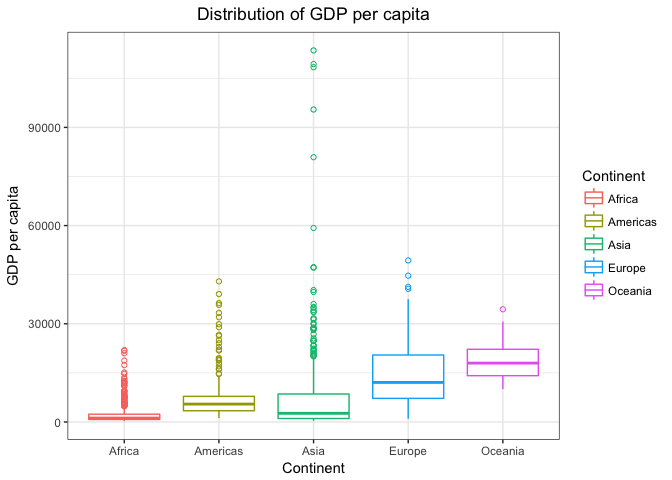 Distribution of GDP per capita
GDP per capita
90000
60000
30000
0
Africa
Americas
Asia
Europe
Oceania
Continent
Continent
Africa
Americas
Asia
Europe
Oceania